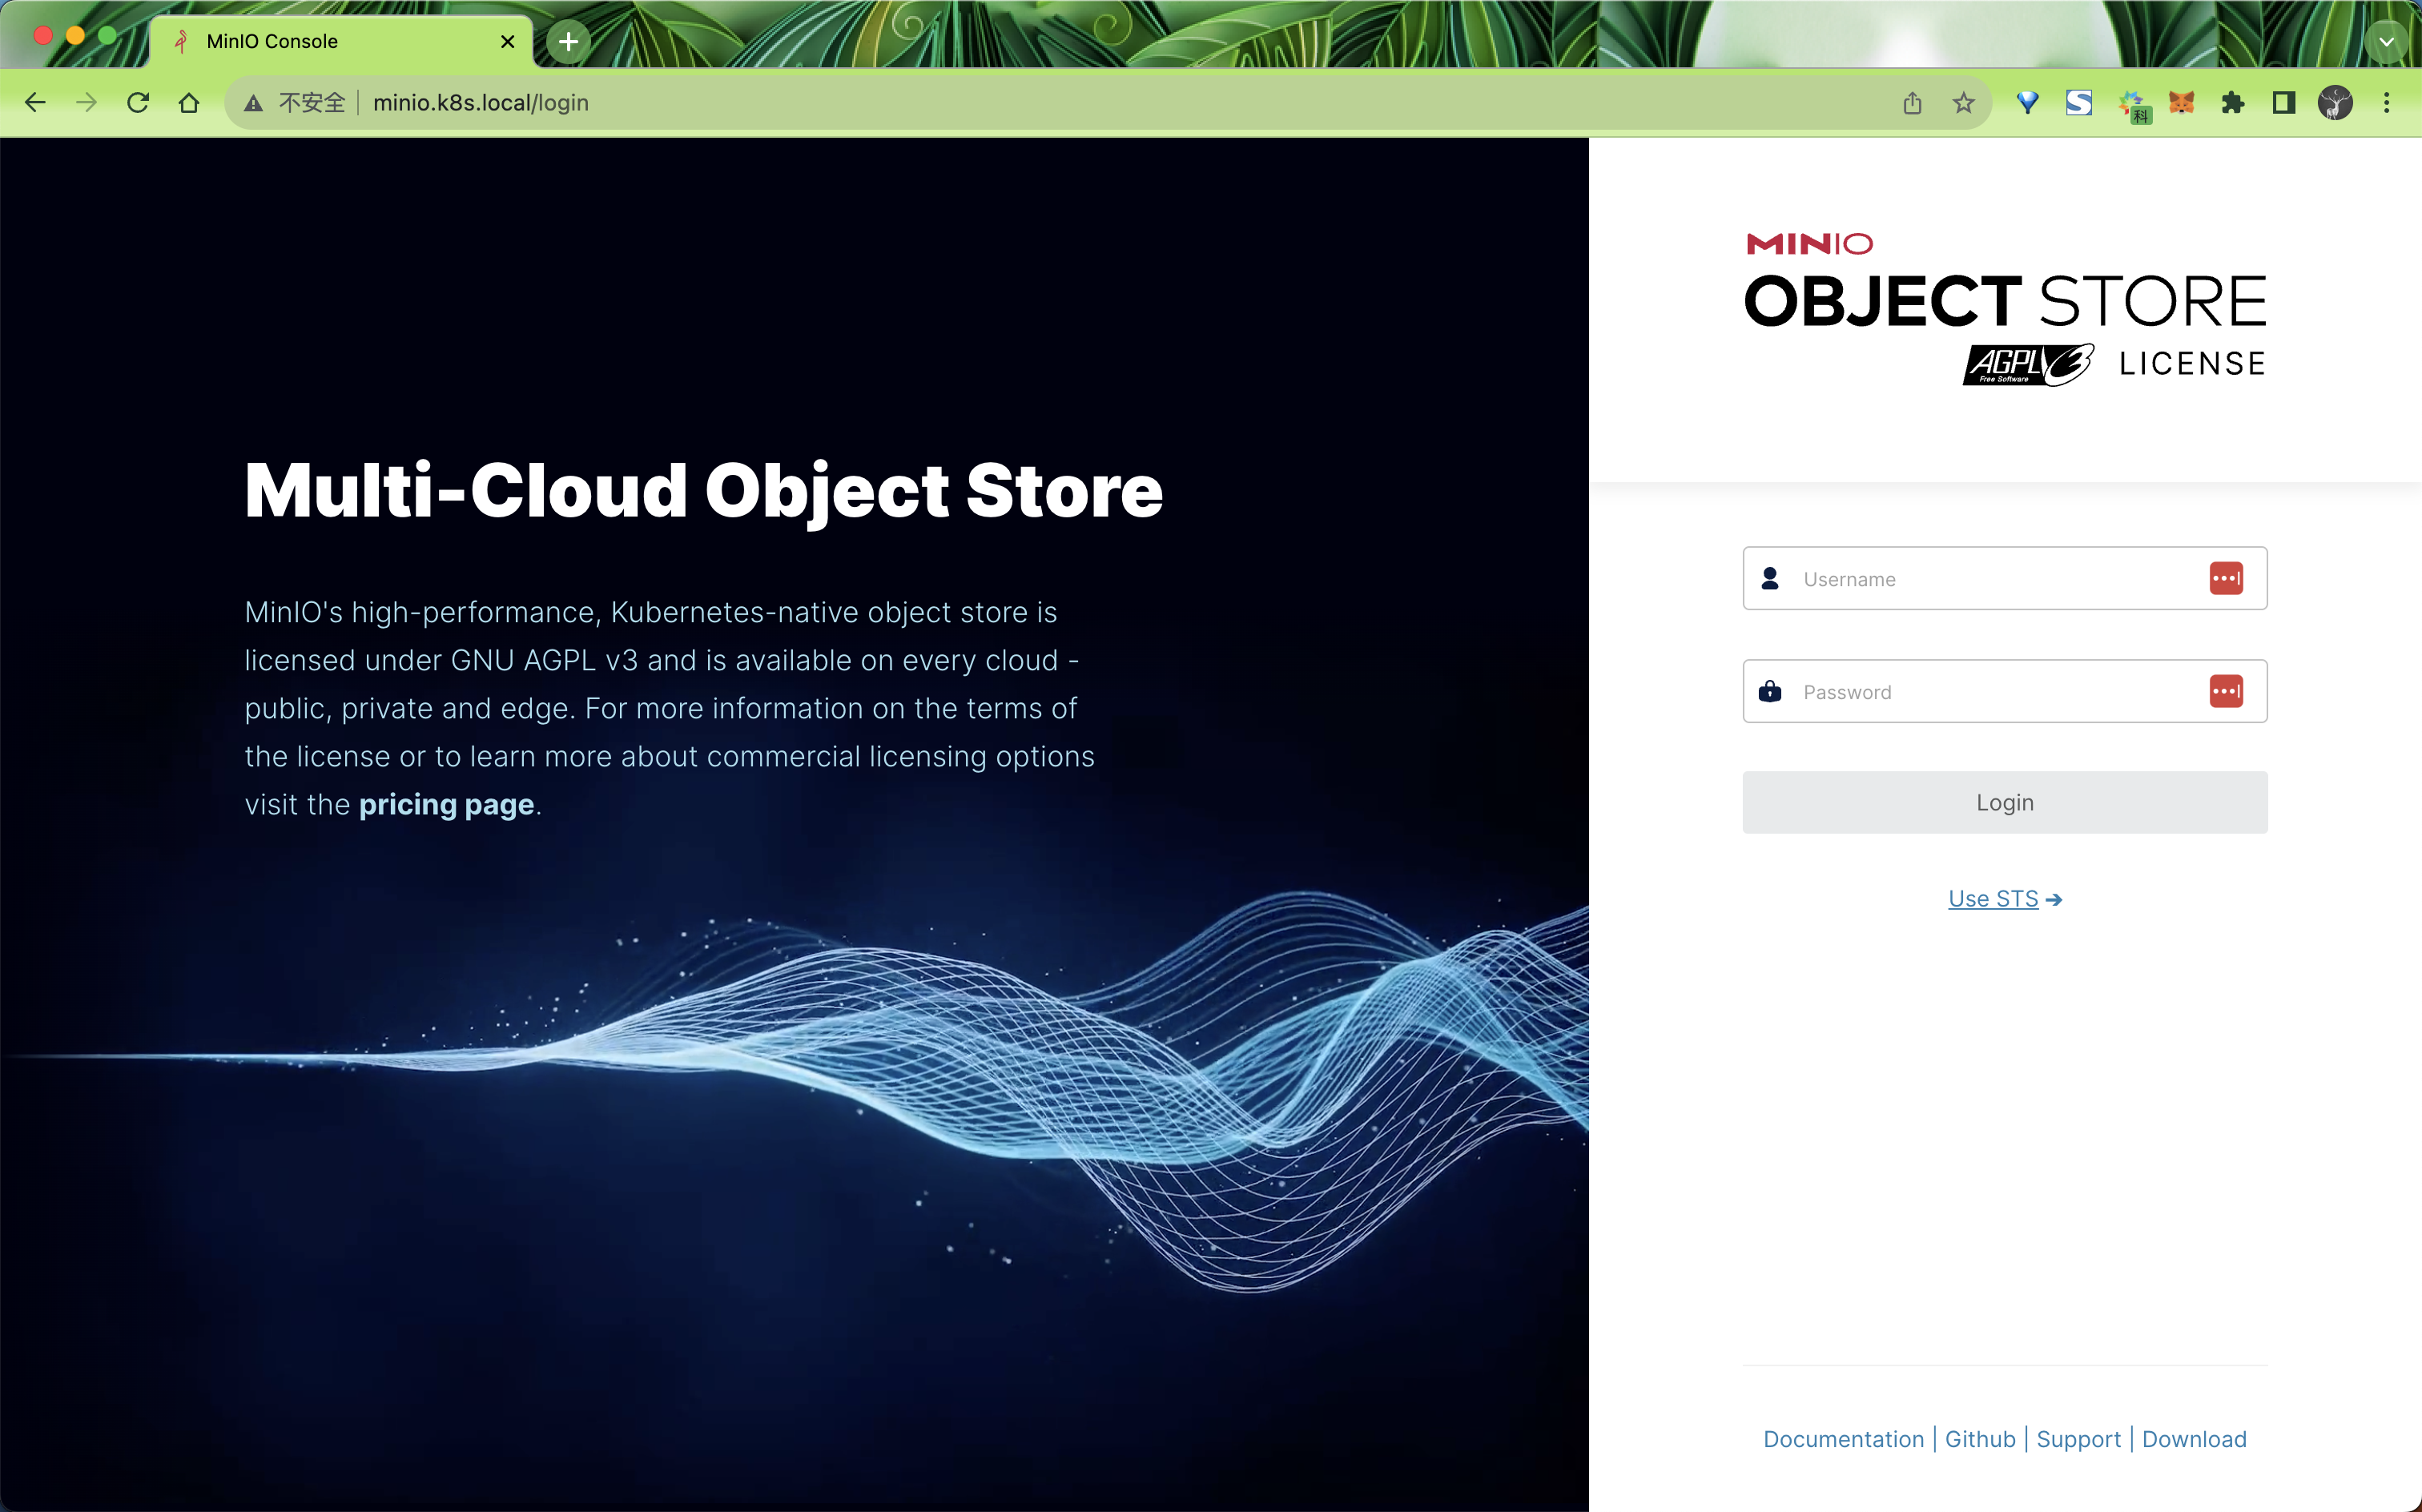 MinIO Console
不安全
minio.k8s.local/login
科
MINIO
OBJECT STORE
AGPLv3 LICENSE
Free Software
Multi-Cloud Object Store
MinIO's high-performance, Kubernetes-native object store is
licensed under GNU AGPL v3 and is available on every cloud -
public, private and edge. For more information on the terms of
the license or to learn more about commercial licensing options
visit the pricing page.
Username
Password
Login
Use STS ➔
Documentation | Github | Support | Download